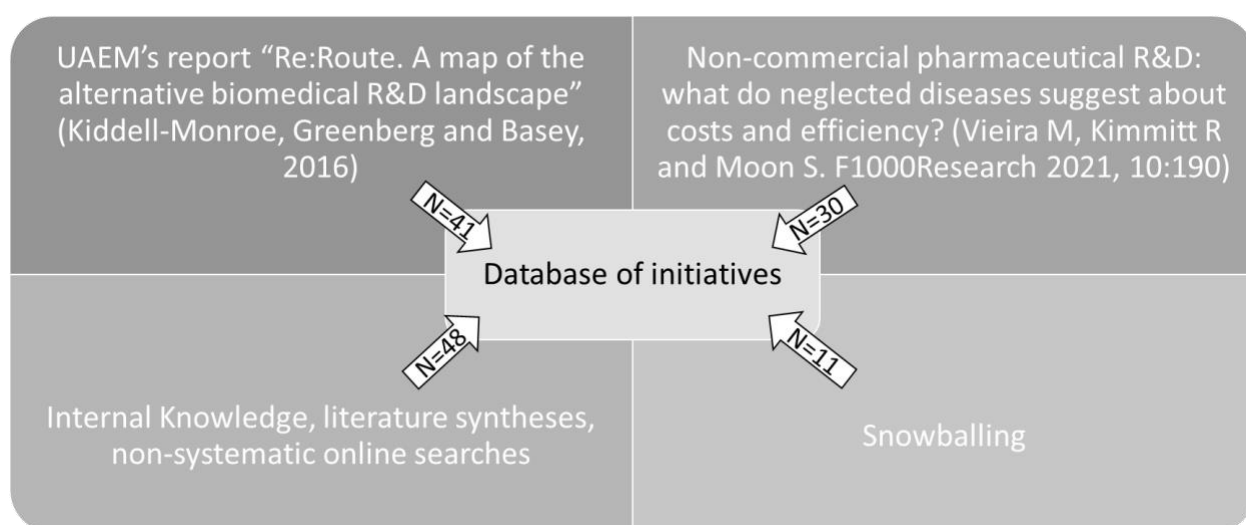 UAEM’s report “Re:Route. A map of the
alternative biomedical R&D landscape”
(Kiddell-Monroe, Greenberg and Basey,
2016)
Non-commercial pharmaceutical R&D:
what do neglected diseases suggest about
costs and efficiency? (Vieira M, Kimmitt R
and Moon S. F1000Research 2021, 10:190)
N=41
N=30
Database of initiatives
N=48
N=11
Internal Knowledge, literature syntheses,
non-systematic online searches
Snowballing